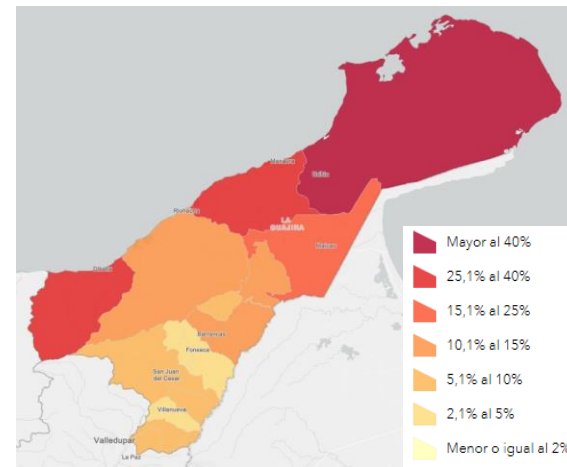 Manaure
Uribia
Riohacha
LA
GUAJIRA
Maicao
Dibulla
Barrancas
Fonseca
San Juan
del Cesar
Villanueva
Valledupar
La Paz
Mayor al 40%
25,1% al 40%
15,1% al 25%
10,1% al 15%
5,1% al 10%
2,1% al 5%
Menor o igual al 2%